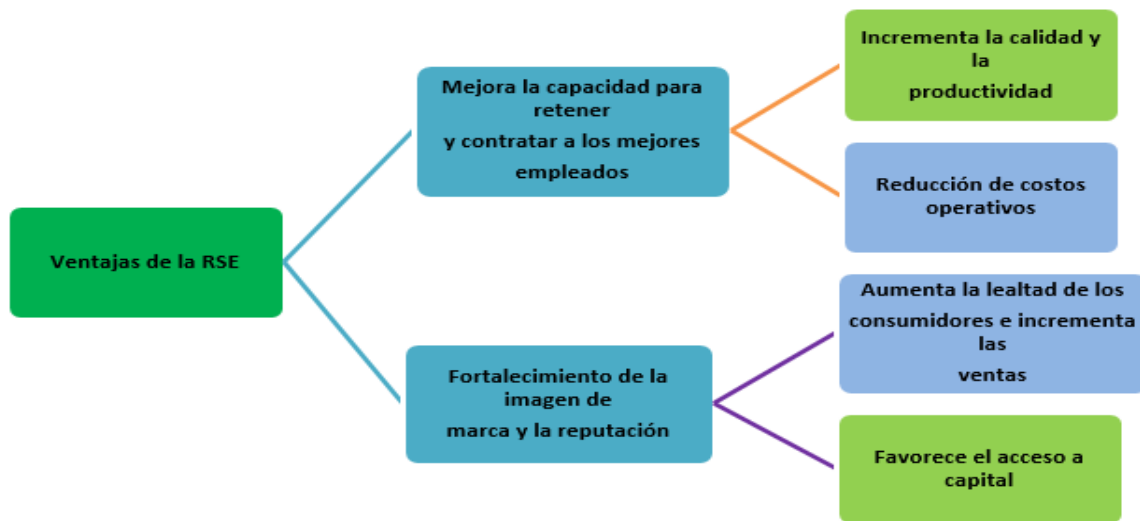 Ventajas de la RSE
Mejora la capacidad para
retener
y contratar a los mejores
empleados
Incrementa la calidad y
la
productividad
Reducción de costos
operativos
Fortalecimiento de la
imagen de
marca y la reputación
Aumenta la lealtad de los
consumidores e incrementa
las
ventas
Favorece el acceso a
capital